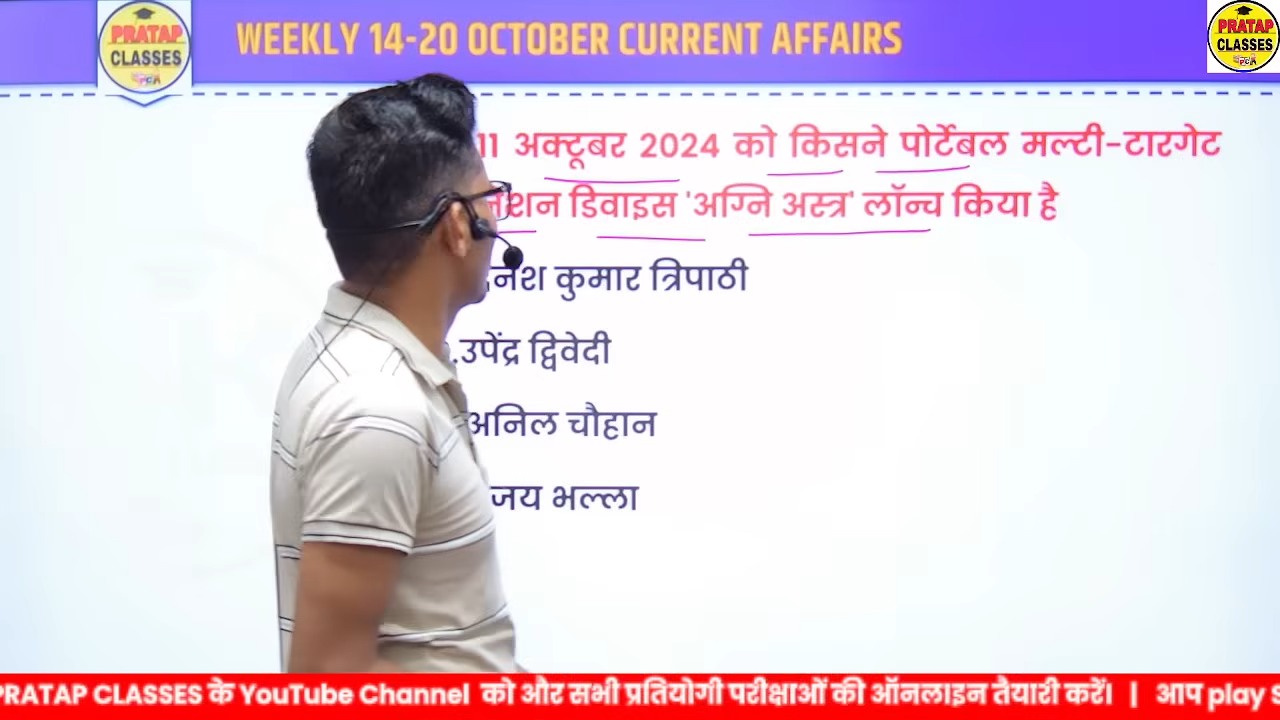 PRATAP
CLASSES
WEEKLY 14-20 OCTOBER CURRENT AFFAIRS
PRATAP
CLASSES
11 अक्टूबर 2024 को किसने पोर्टेबल मल्टी-टारगेट
डिवाइस 'अग्नि अस्त्र' लॉन्च किया है
कुमार त्रिपाठी
.उपेंद्र द्विवेदी
अनिल चौहान
जय भल्ला
PRATAP CLASSES के YouTube Channel को और सभी प्रतियोगी परीक्षाओं की ऑनलाइन तैयारी करें। | आप play